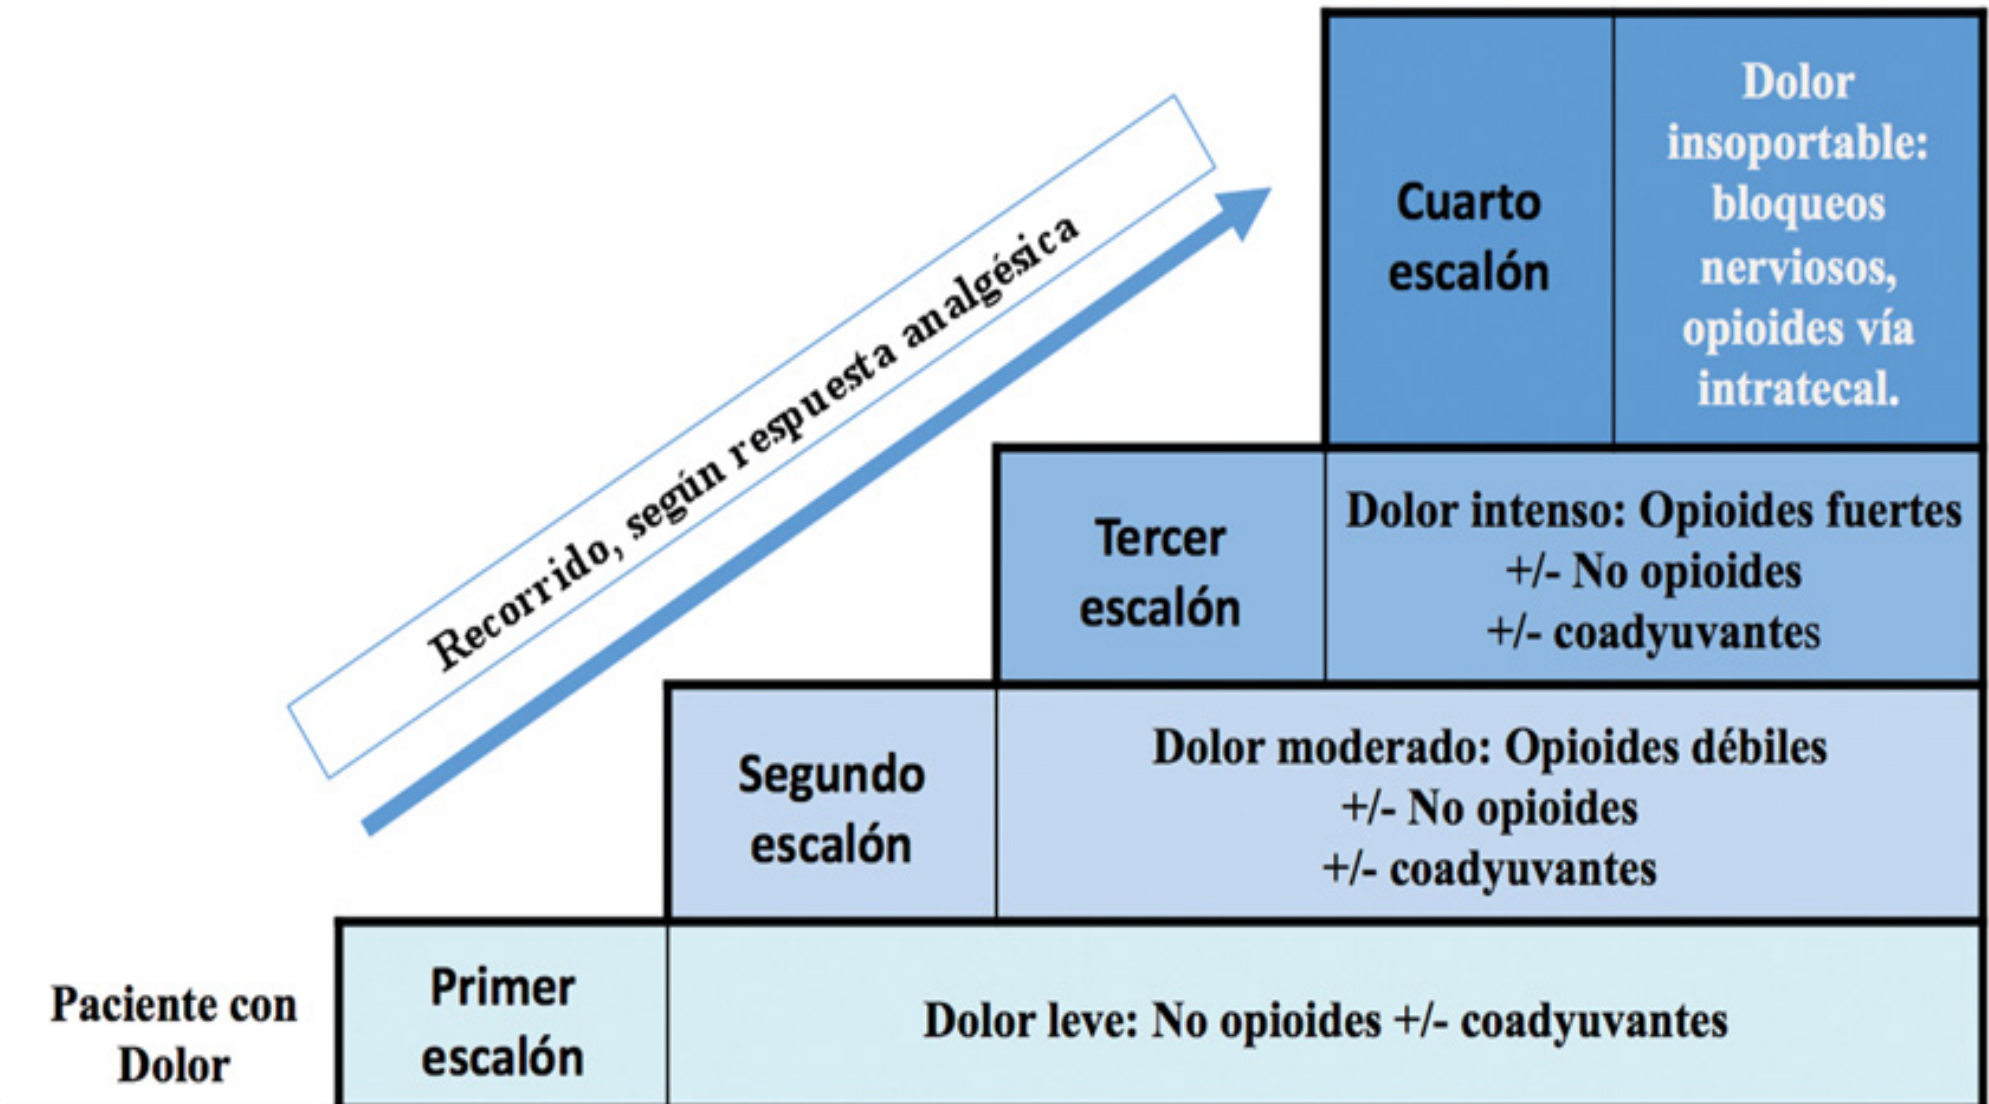 Cuarto
escalón
Dolor
insoportable:
bloqueos
nerviosos,
opioides vía
intratecal.
Recorrido, según respuesta analgésica
Tercer
escalón
Dolor intenso: Opioides fuertes
+/- No opioides
+/- coadyuvantes
Segundo
escalón
Dolor moderado: Opioides débiles
+/- No opioides
+/- coadyuvantes
Paciente con
Dolor
Primer
escalón
Dolor leve: No opioides +/- coadyuvantes